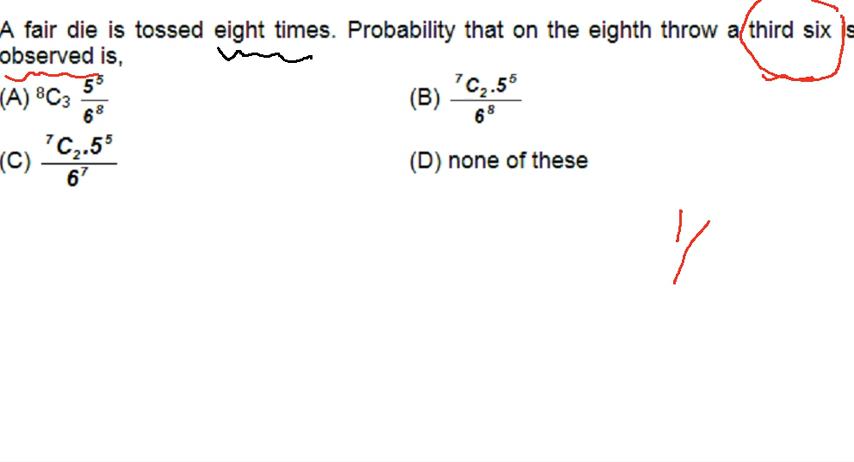 A fair die is tossed eight times. Probability that on the eighth throw a third six is
observed is,
(A) ⁸C₃ 5⁵/6⁸
(B) ⁷C₂.5⁵/6⁸
(C) ⁷C₂.5⁵/6⁷
(D) none of these